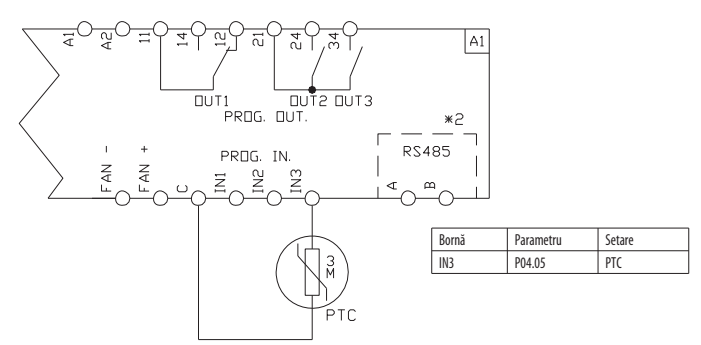 A1 A2 11 14 12 21 24 34 A1
OUT1 OUT2 OUT3
PROG. OUT.
*2
FAN - FAN + PROG. IN. RS485
C IN1 IN2 IN3 A B
3
M
PTC
Bornă Parametru Setare
IN3 P04.05 PTC